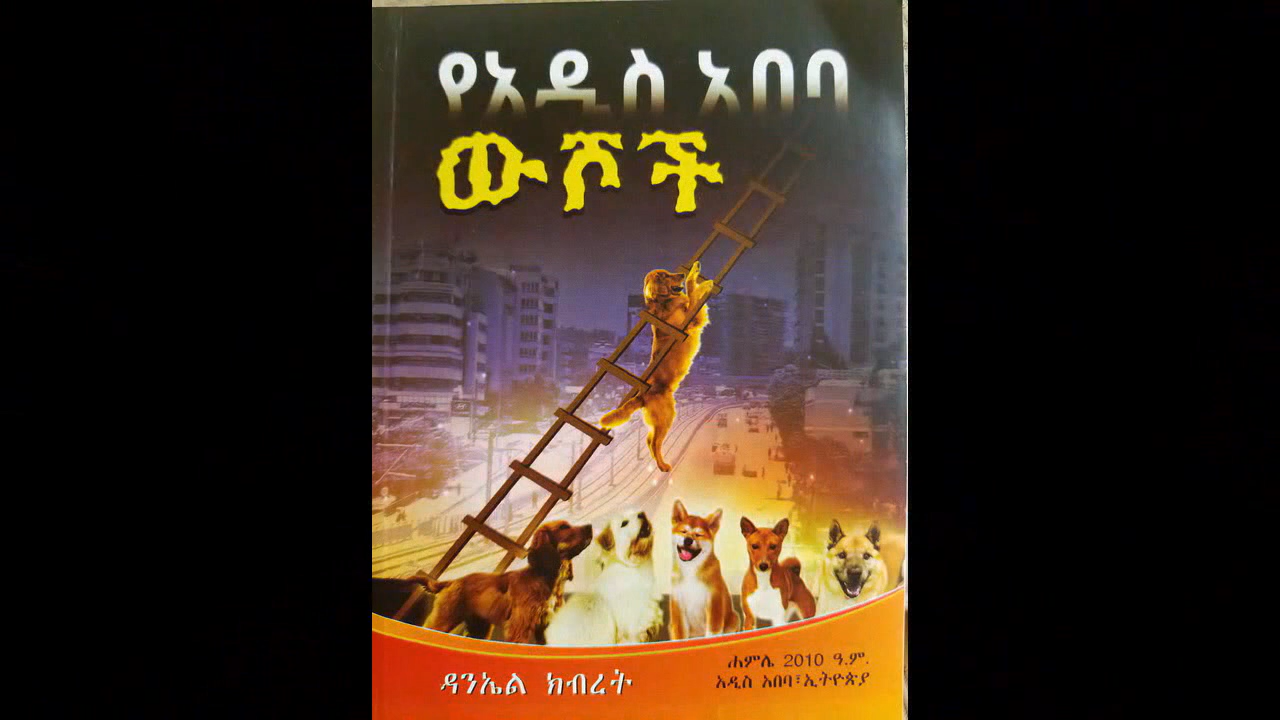 የአዲስ አበባ
ውሾች
ዳንኤል ክብረት
ሐምሌ 2010 ዓ.ም.
አዲስ አበባ፣ ኢትዮጵያ